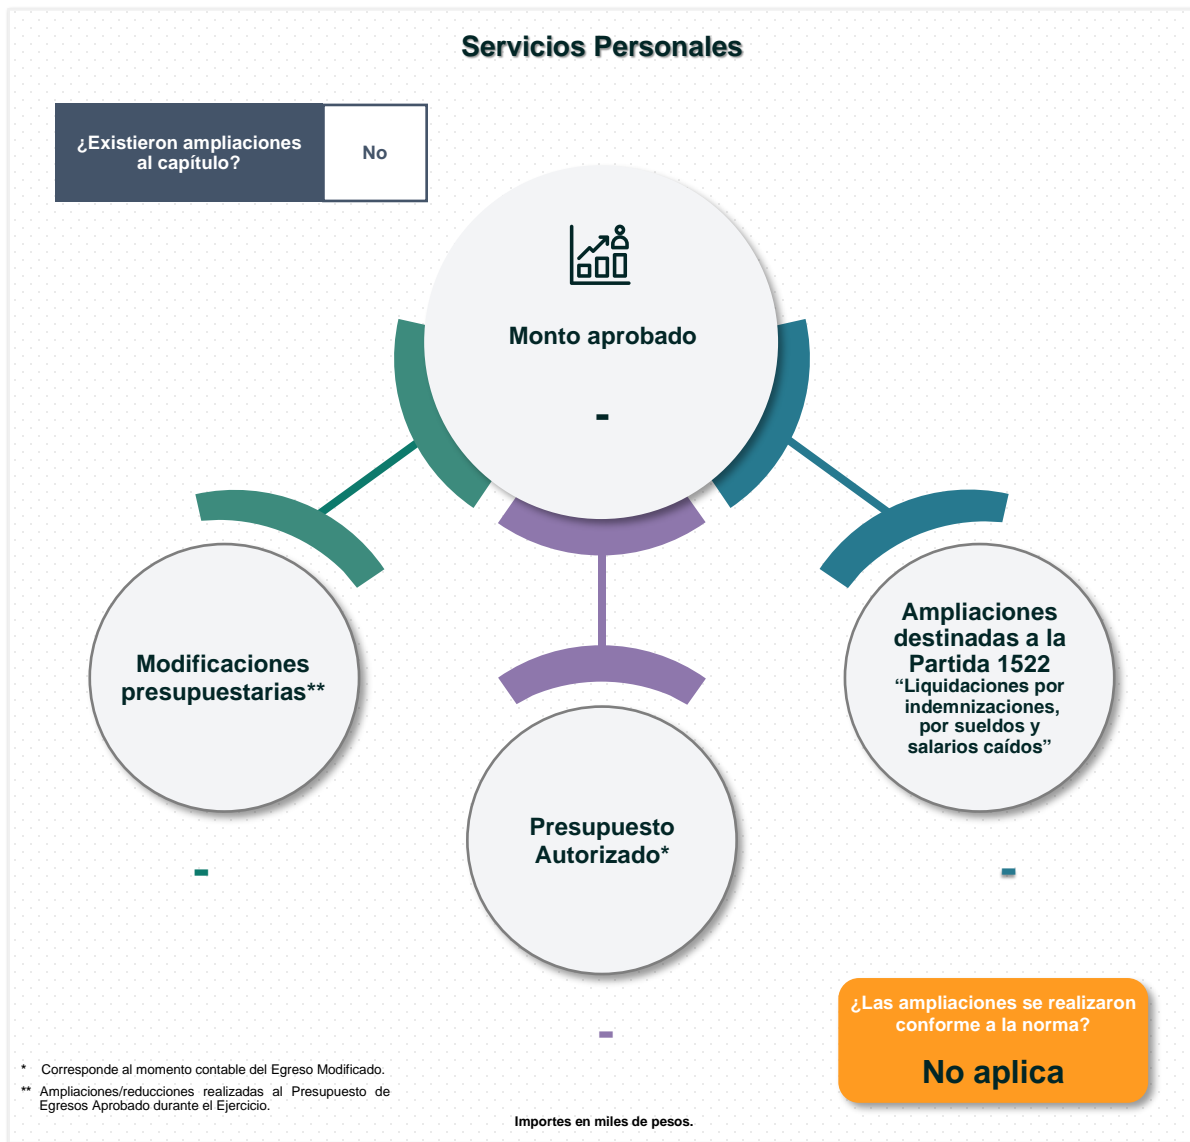 Servicios Personales
¿Existieron ampliaciones
al capítulo?
No
Monto aprobado
-
Modificaciones
presupuestarias**
-
Presupuesto
Autorizado*
-
Ampliaciones
destinadas a la
Partida 1522
“Liquidaciones por
indemnizaciones,
por sueldos y
salarios caídos”
-
¿Las ampliaciones se realizaron
conforme a la norma?
No aplica
* Corresponde al momento contable del Egreso Modificado.
** Ampliaciones/reducciones realizadas al Presupuesto de
Egresos Aprobado durante el Ejercicio.
Importes en miles de pesos.